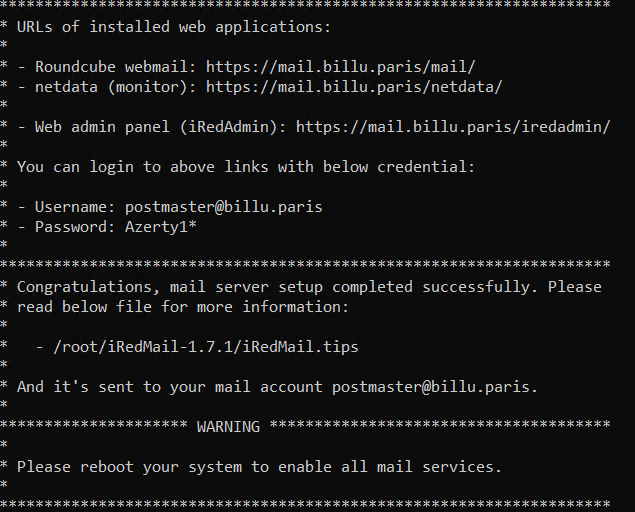 ********************************************************************
* URLs of installed web applications:
*
* - Roundcube webmail: https://mail.billu.paris/mail/
* - netdata (monitor): https://mail.billu.paris/netdata/
*
* - Web admin panel (iRedAdmin): https://mail.billu.paris/iredadmin/
*
* You can login to above links with below credential:
*
* - Username: postmaster@billu.paris
* - Password: Azerty1*
*
*
********************************************************************
* Congratulations, mail server setup completed successfully. Please
* read below file for more information:
*
*   - /root/iRedMail-1.7.1/iRedMail.tips
*
* And it's sent to your mail account postmaster@billu.paris.
*
********************* WARNING **************************************
*
* Please reboot your system to enable all mail services.
*
********************************************************************